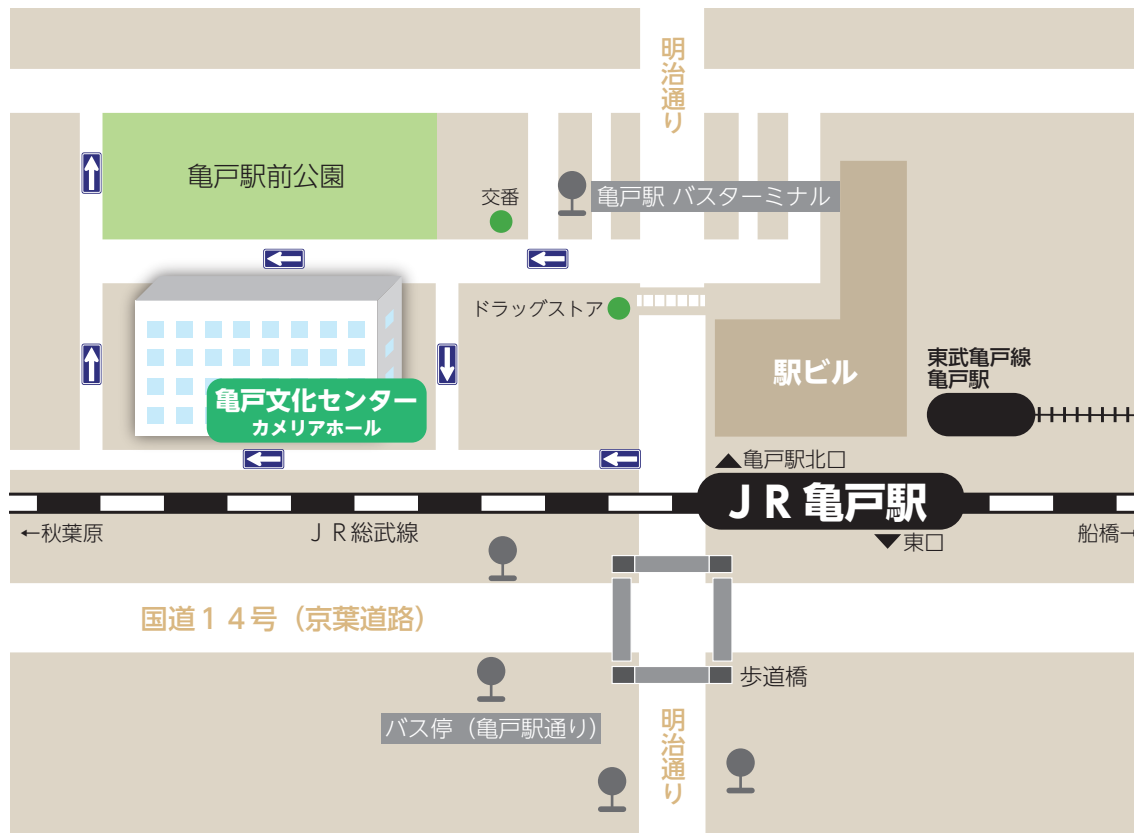 明治通り
亀戸駅前公園
交番
亀戸駅 バスターミナル
ドラッグストア
駅ビル
東武亀戸線
亀戸駅
亀戸文化センター
カメリアホール
▲亀戸駅北口
ＪＲ亀戸駅
←秋葉原
ＪＲ総武線
▼東口
船橋→
国道１４号（京葉道路）
歩道橋
バス停（亀戸駅通り）
明治通り